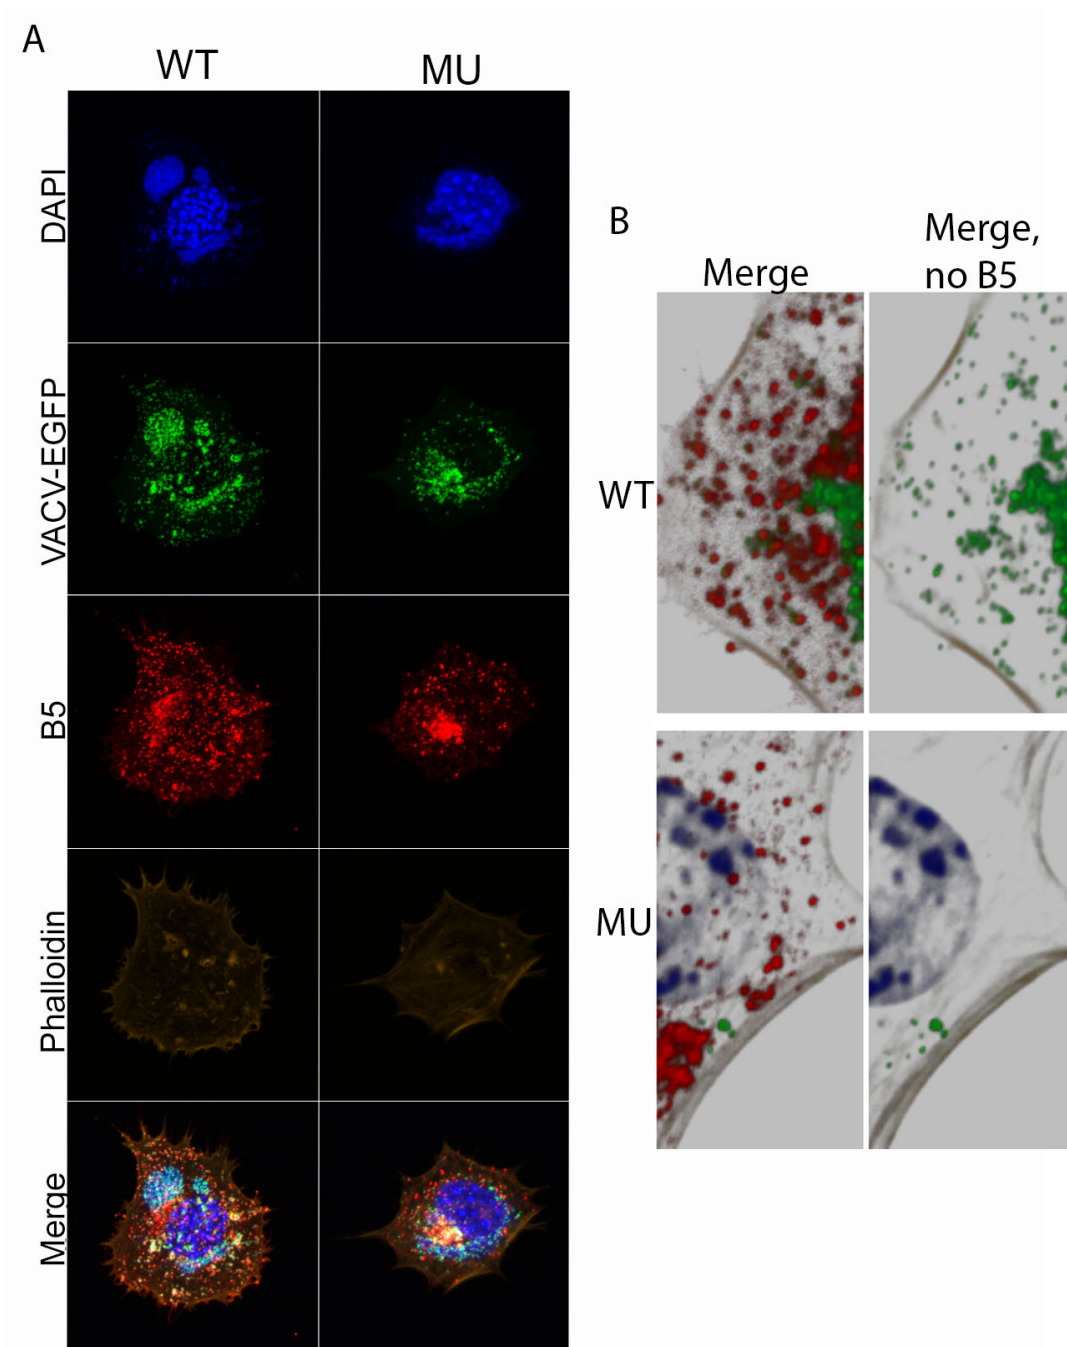 A
WT
MU
DAPI
VACV-EGFP
B5
Phalloidin
Merge
B
Merge
Merge,
no B5
WT
MU